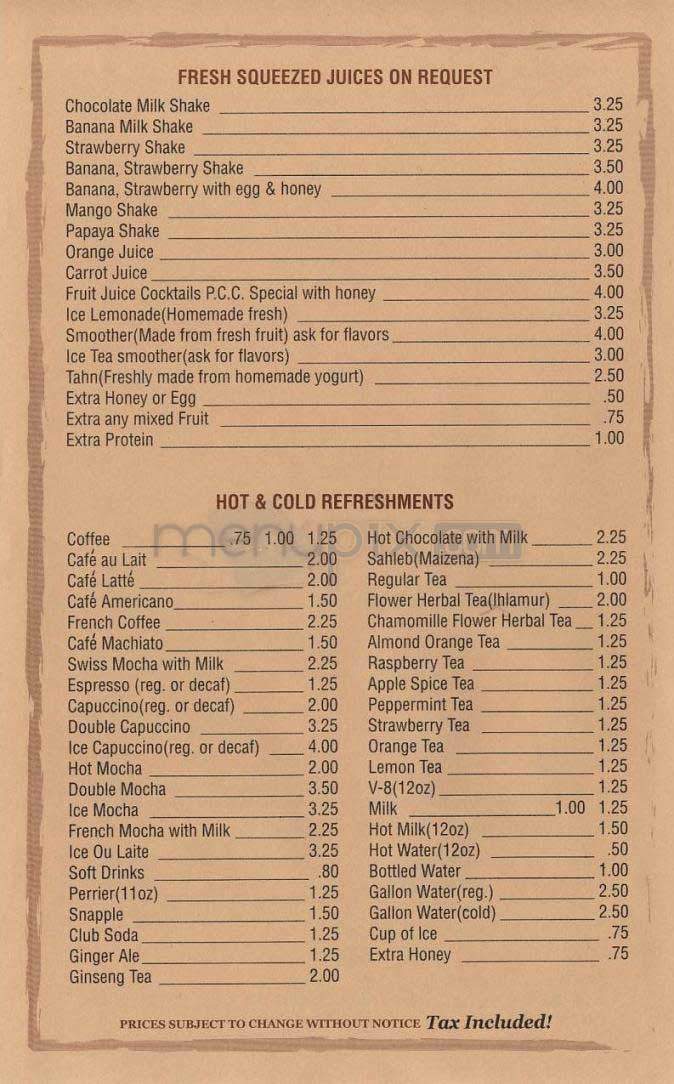 FRESH SQUEEZED JUICES ON REQUEST
Chocolate Milk Shake 3.25
Banana Milk Shake 3.25
Strawberry Shake 3.25
Banana, Strawberry Shake 3.50
Banana, Strawberry with egg & honey 4.00
Mango Shake 3.25
Papaya Shake 3.25
Orange Juice 3.00
Carrot Juice 3.50
Fruit Juice Cocktails P.C.C. Special with honey 4.00
Ice Lemonade(Homemade fresh) 3.25
Smoother(Made from fresh fruit) ask for flavors 4.00
Ice Tea smoother(ask for flavors) 3.00
Tahn(Freshly made from homemade yogurt) 2.50
Extra Honey or Egg .50
Extra any mixed Fruit .75
Extra Protein 1.00
HOT & COLD REFRESHMENTS
Coffee .75 1.00 1.25
Café au Lait 2.00
Café Latté 2.00
Café Americano 1.50
French Coffee 2.25
Café Machiato 1.50
Swiss Mocha with Milk 2.25
Espresso (reg. or decaf) 1.25
Capuccino(reg. or decaf) 2.00
Double Capuccino 3.25
Ice Capuccino(reg. or decaf) 4.00
Hot Mocha 2.00
Double Mocha 3.50
Ice Mocha 3.25
French Mocha with Milk 2.25
Ice Ou Laite 3.25
Soft Drinks .80
Perrier(11oz) 1.25
Snapple 1.50
Club Soda 1.25
Ginger Ale 1.25
Ginseng Tea 2.00
Hot Chocolate with Milk 2.25
Sahleb(Maizena) 2.25
Regular Tea 1.00
Flower Herbal Tea(Ihlamur) 2.00
Chamomille Flower Herbal Tea 1.25
Almond Orange Tea 1.25
Raspberry Tea 1.25
Apple Spice Tea 1.25
Peppermint Tea 1.25
Strawberry Tea 1.25
Orange Tea 1.25
Lemon Tea 1.25
V-8(12oz) 1.25
Milk 1.00 1.25
Hot Milk(12oz) 1.50
Hot Water(12oz) .50
Bottled Water 1.00
Gallon Water(reg.) 2.50
Gallon Water(cold) 2.50
Cup of Ice .75
Extra Honey .75
menupix.com
PRICES SUBJECT TO CHANGE WITHOUT NOTICE Tax Included!